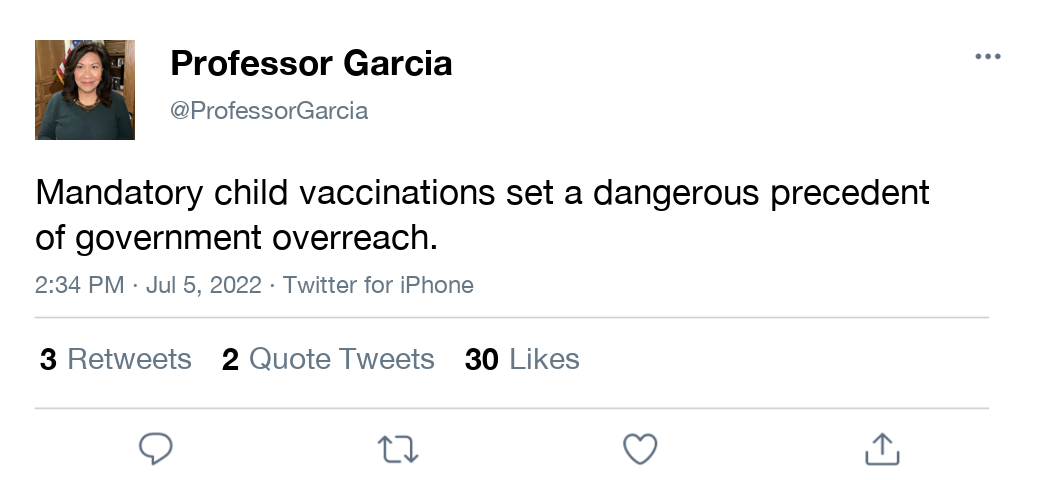 Professor Garcia
@ProfessorGarcia
Mandatory child vaccinations set a dangerous precedent
of government overreach.
2:34 PM · Jul 5, 2022 · Twitter for iPhone
3 Retweets 2 Quote Tweets 30 Likes